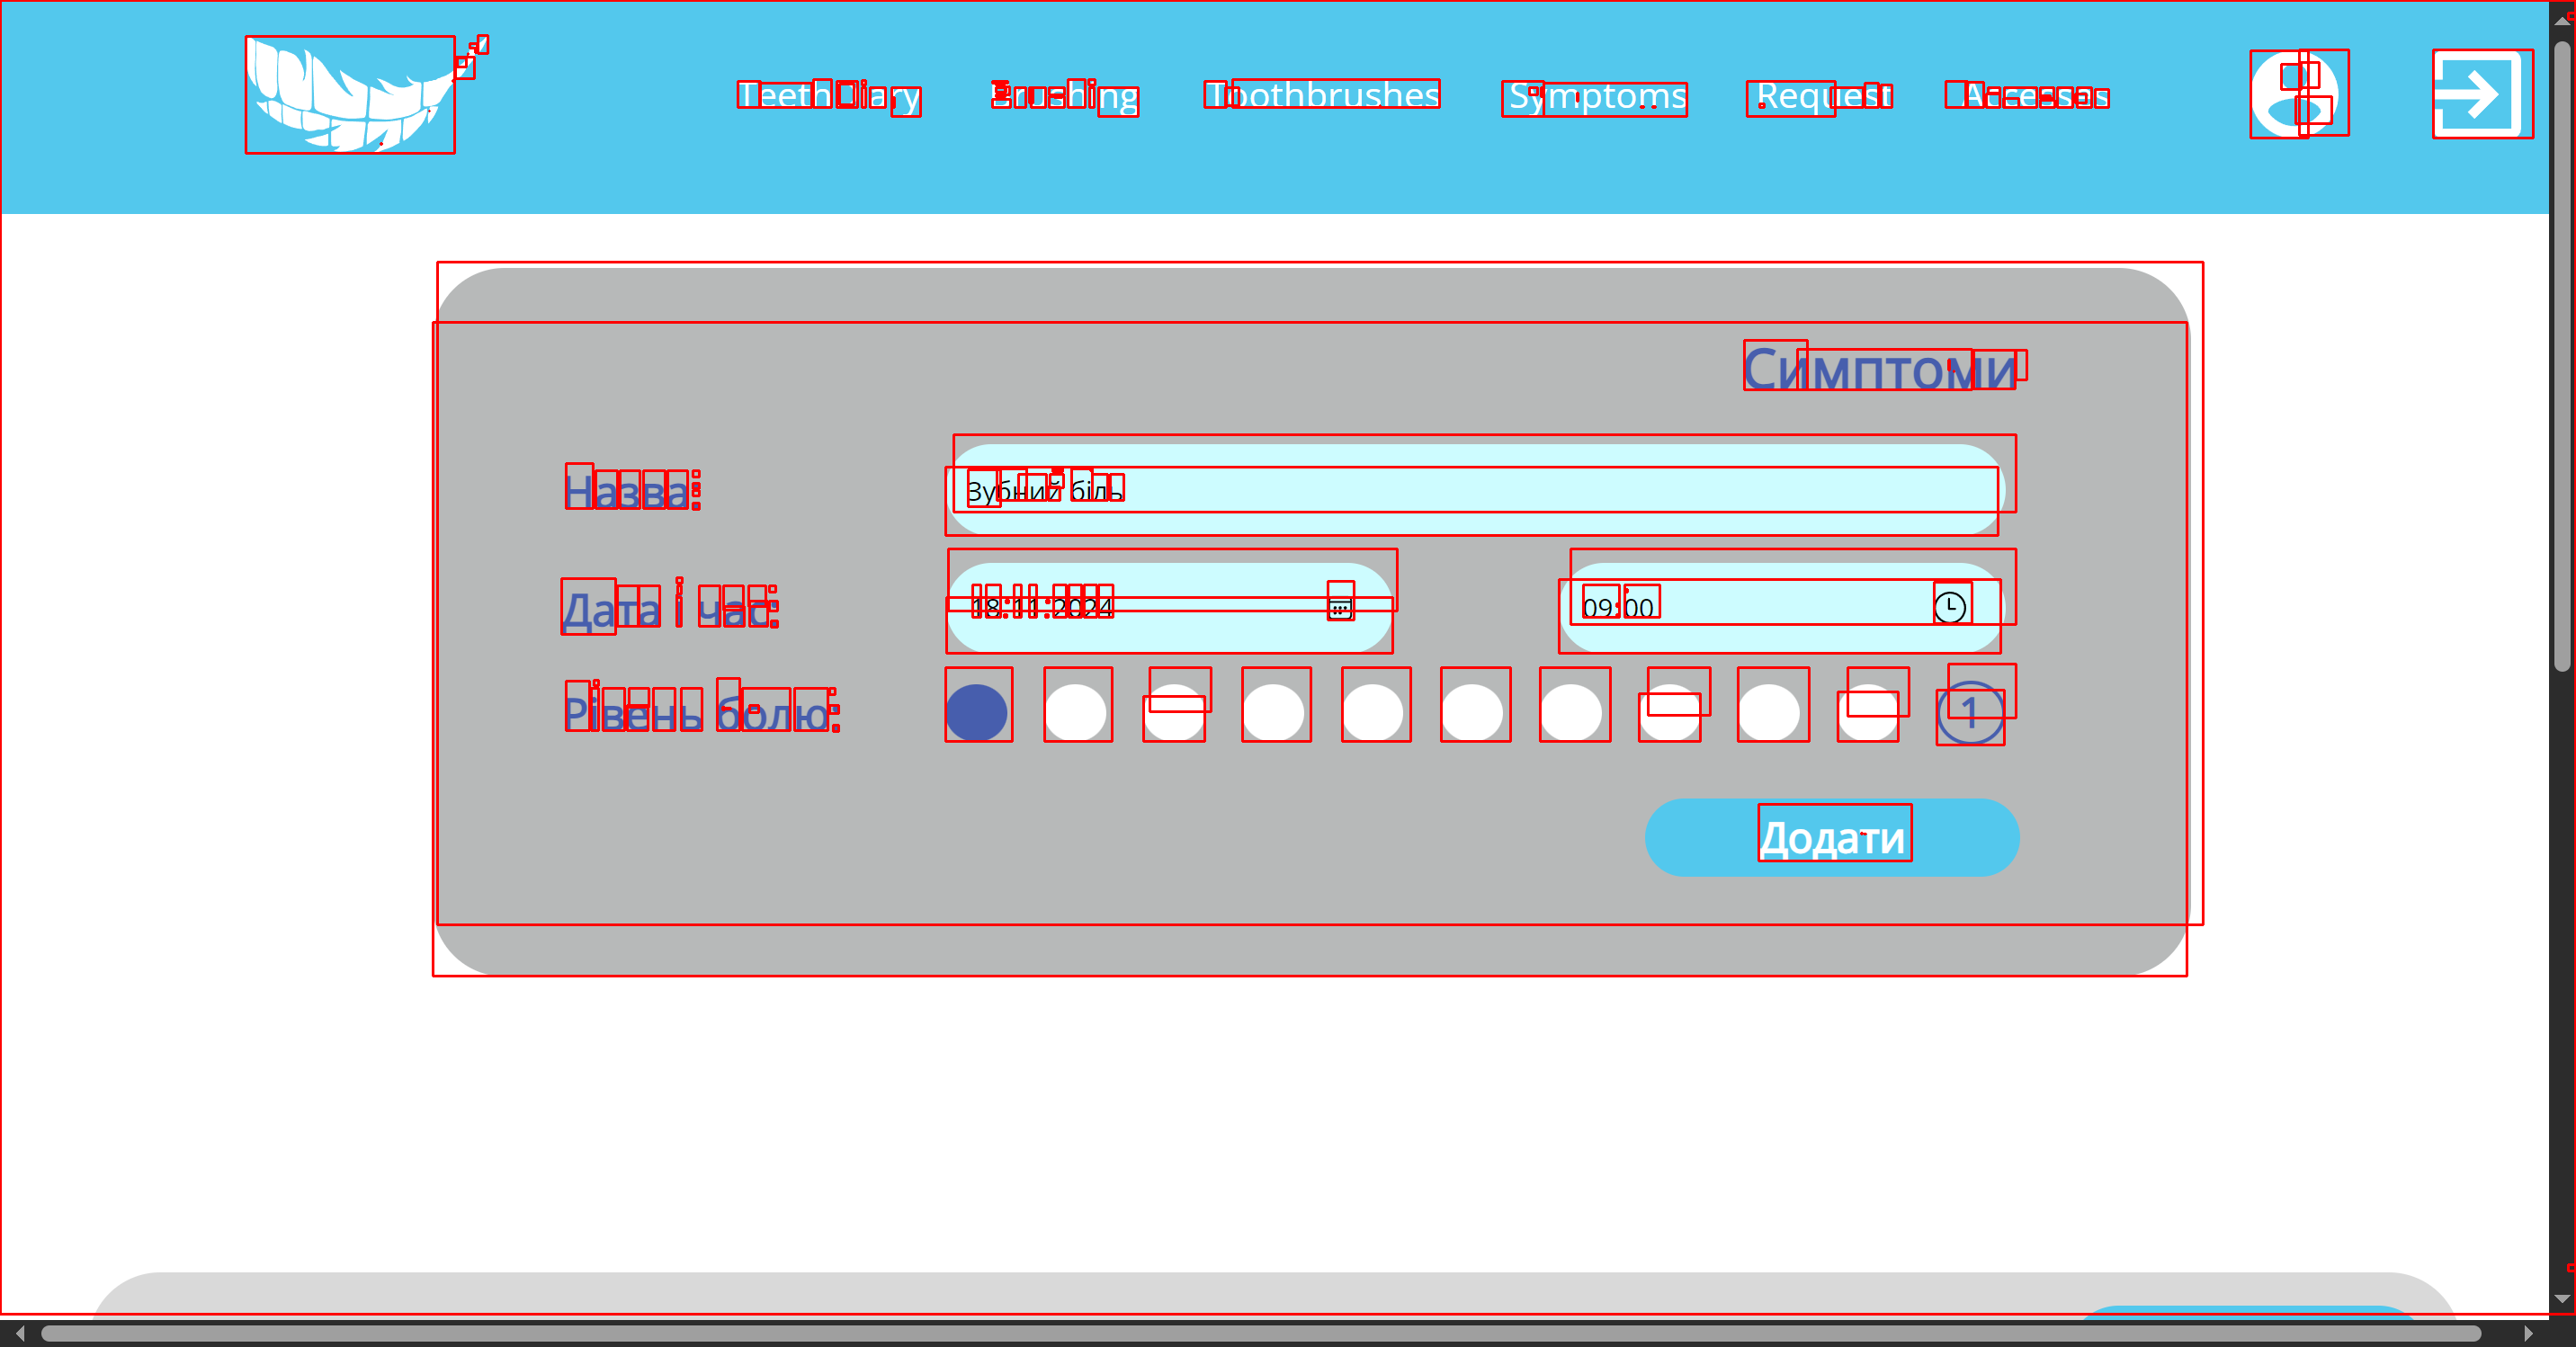 Teeth Diary Brushing Toothbrushes Symptoms Request Accesses
Симптоми
Назва: Зубний біль
Дата і час: 18.11.2024 09:00
Рівень болю: 1
Додати